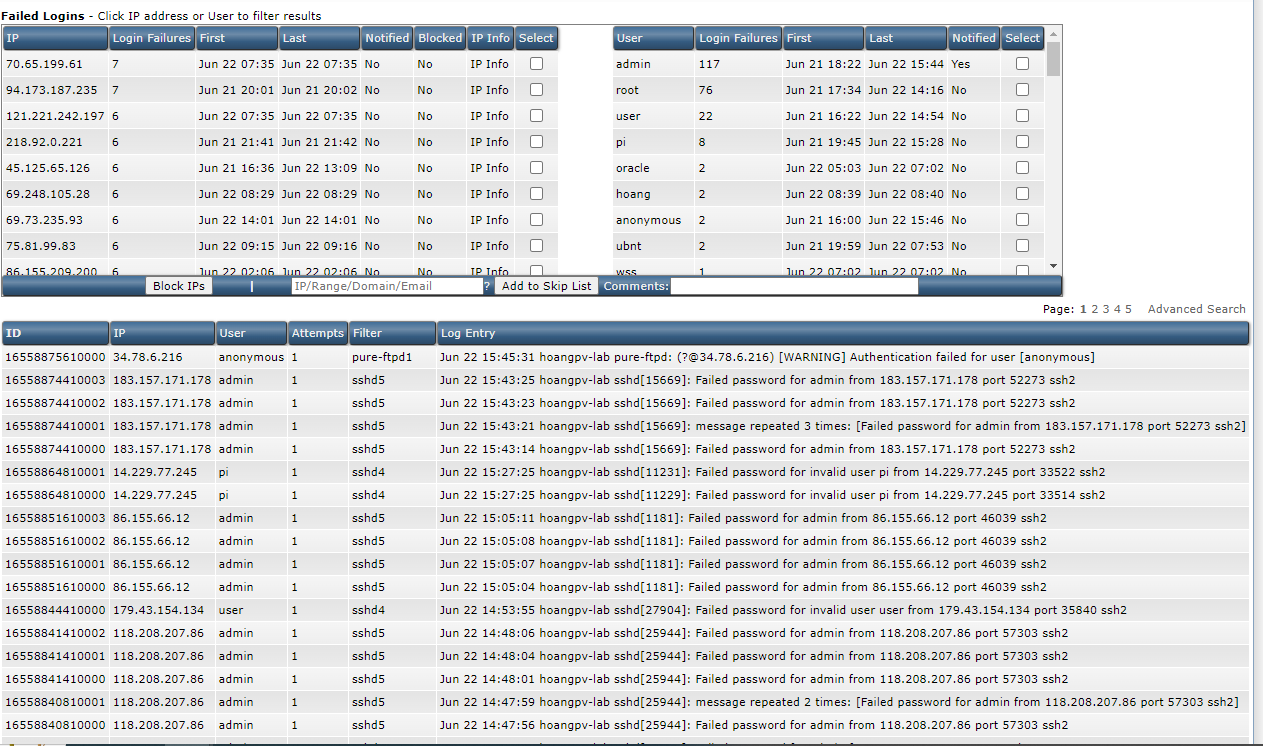 Failed Logins - Click IP address or User to filter results
IP Login Failures First Last Notified Blocked IP Info Select User Login Failures First Last Notified Select
70.65.199.61 7 Jun 22 07:35 Jun 22 07:35 No No IP Info admin 117 Jun 21 18:22 Jun 22 15:44 Yes
94.173.187.235 7 Jun 21 20:01 Jun 21 20:02 No No IP Info root 76 Jun 21 17:34 Jun 22 14:16 No
121.221.242.197 6 Jun 22 07:35 Jun 22 07:35 No No IP Info user 22 Jun 21 16:22 Jun 22 14:54 No
218.92.0.221 6 Jun 21 21:41 Jun 21 21:42 No No IP Info pi 8 Jun 21 19:45 Jun 22 15:28 No
45.125.65.126 6 Jun 21 16:36 Jun 22 13:09 No No IP Info oracle 2 Jun 22 05:03 Jun 22 07:02 No
69.248.105.28 6 Jun 22 08:29 Jun 22 08:29 No No IP Info hoang 2 Jun 22 08:39 Jun 22 08:40 No
69.73.235.93 6 Jun 22 14:01 Jun 22 14:01 No No IP Info anonymous 2 Jun 21 16:00 Jun 22 15:46 No
75.81.99.83 6 Jun 22 09:15 Jun 22 09:16 No No IP Info ubnt 2 Jun 21 19:59 Jun 22 07:53 No
86.155.209.200 6 Jun 22 02:06 Jun 22 02:06 No No IP Info wss 1 Jun 22 07:02 Jun 22 07:02 No
Block IPs | IP/Range/Domain/Email ? Add to Skip List Comments:
Page: 1 2 3 4 5 Advanced Search
ID IP User Attempts Filter Log Entry
16558875610000 34.78.6.216 anonymous 1 pure-ftpd1 Jun 22 15:45:31 hoangpv-lab pure-ftpd: (?@34.78.6.216) [WARNING] Authentication failed for user [anonymous]
16558874410003 183.157.171.178 admin 1 sshd5 Jun 22 15:43:25 hoangpv-lab sshd[15669]: Failed password for admin from 183.157.171.178 port 52273 ssh2
16558874410002 183.157.171.178 admin 1 sshd5 Jun 22 15:43:23 hoangpv-lab sshd[15669]: Failed password for admin from 183.157.171.178 port 52273 ssh2
16558874410001 183.157.171.178 admin 1 sshd5 Jun 22 15:43:21 hoangpv-lab sshd[15669]: message repeated 3 times: [Failed password for admin from 183.157.171.178 port 52273 ssh2]
16558874410000 183.157.171.178 admin 1 sshd5 Jun 22 15:43:14 hoangpv-lab sshd[15669]: Failed password for admin from 183.157.171.178 port 52273 ssh2
16558864810001 14.229.77.245 pi 1 sshd4 Jun 22 15:27:25 hoangpv-lab sshd[11231]: Failed password for invalid user pi from 14.229.77.245 port 33522 ssh2
16558864810000 14.229.77.245 pi 1 sshd4 Jun 22 15:27:25 hoangpv-lab sshd[11229]: Failed password for invalid user pi from 14.229.77.245 port 33514 ssh2
16558851610003 86.155.66.12 admin 1 sshd5 Jun 22 15:05:11 hoangpv-lab sshd[1181]: Failed password for admin from 86.155.66.12 port 46039 ssh2
16558851610002 86.155.66.12 admin 1 sshd5 Jun 22 15:05:08 hoangpv-lab sshd[1181]: Failed password for admin from 86.155.66.12 port 46039 ssh2
16558851610001 86.155.66.12 admin 1 sshd5 Jun 22 15:05:07 hoangpv-lab sshd[1181]: Failed password for admin from 86.155.66.12 port 46039 ssh2
16558851610000 86.155.66.12 admin 1 sshd5 Jun 22 15:05:04 hoangpv-lab sshd[1181]: Failed password for admin from 86.155.66.12 port 46039 ssh2
16558844410000 179.43.154.134 user 1 sshd4 Jun 22 14:53:55 hoangpv-lab sshd[27904]: Failed password for invalid user user from 179.43.154.134 port 35840 ssh2
16558841410002 118.208.207.86 admin 1 sshd5 Jun 22 14:48:06 hoangpv-lab sshd[25944]: Failed password for admin from 118.208.207.86 port 57303 ssh2
16558841410001 118.208.207.86 admin 1 sshd5 Jun 22 14:48:04 hoangpv-lab sshd[25944]: Failed password for admin from 118.208.207.86 port 57303 ssh2
16558841410000 118.208.207.86 admin 1 sshd5 Jun 22 14:48:01 hoangpv-lab sshd[25944]: Failed password for admin from 118.208.207.86 port 57303 ssh2
16558840810001 118.208.207.86 admin 1 sshd5 Jun 22 14:47:59 hoangpv-lab sshd[25944]: message repeated 2 times: [Failed password for admin from 118.208.207.86 port 57303 ssh2]
16558840810000 118.208.207.86 admin 1 sshd5 Jun 22 14:47:56 hoangpv-lab sshd[25944]: Failed password for admin from 118.208.207.86 port 57303 ssh2